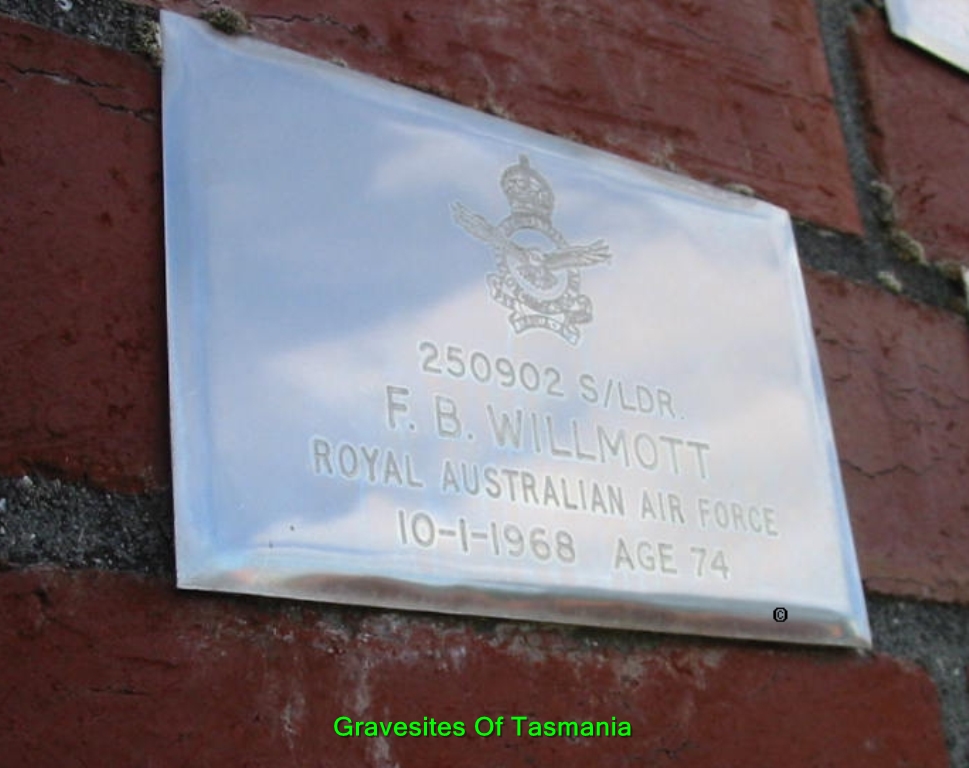 250902 S/LDR.
F. B. WILLMOTT
ROYAL AUSTRALIAN AIR FORCE
10-1-1968 AGE 74
©
Gravesites Of Tasmania